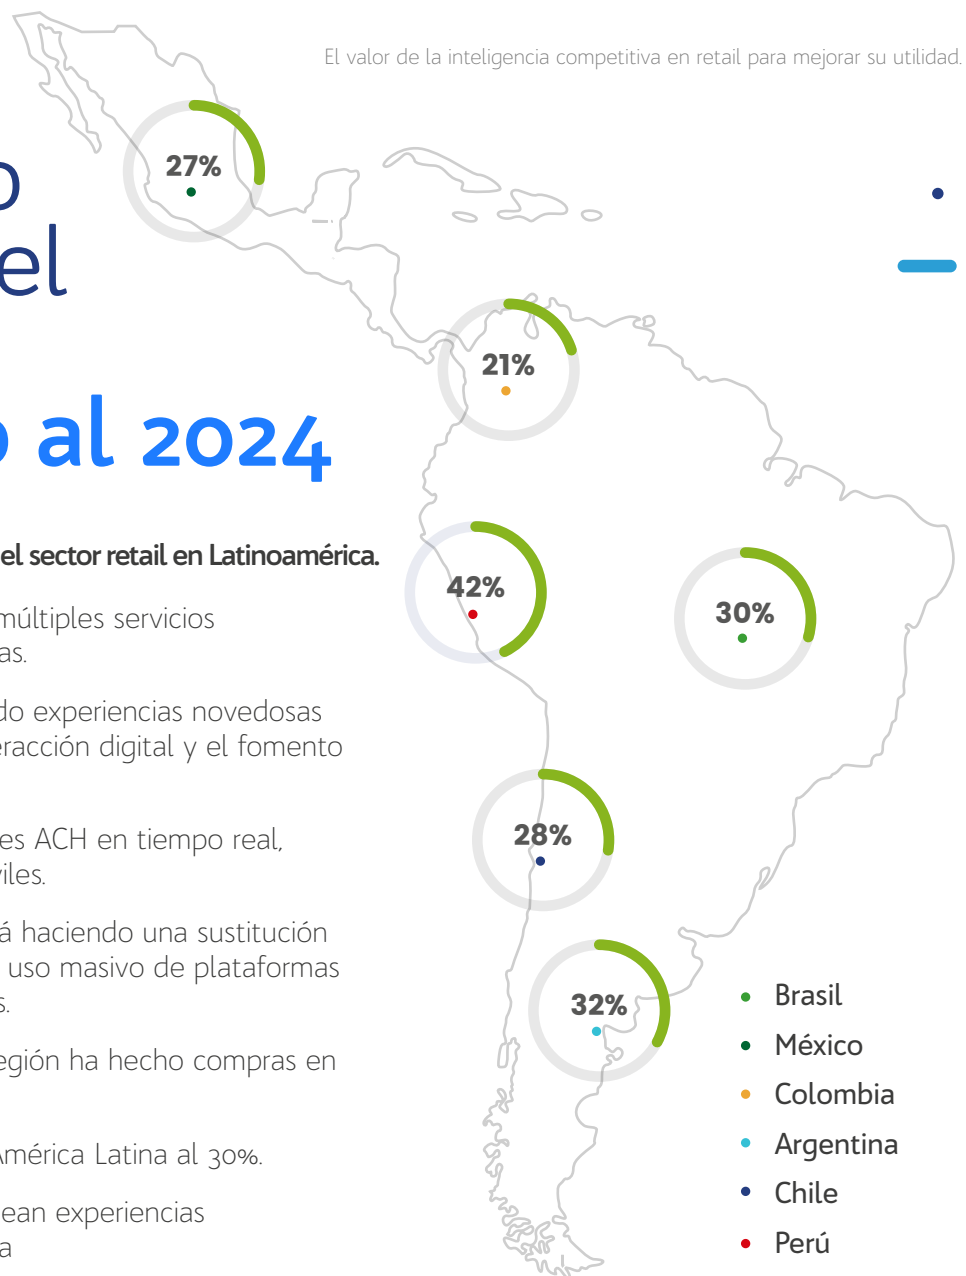 El valor de la inteligencia competitiva en retail para mejorar su utilidad.
27%
el
21%
al 2024
el sector retail en Latinoamérica.
42%
30%
múltiples servicios
as.
do experiencias novedosas
eracción digital y el fomento
28%
es ACH en tiempo real,
iles.
á haciendo una sustitución
uso masivo de plataformas
s.
32%
egión ha hecho compras en
América Latina al 30%.
ean experiencias
a
Brasil
México
Colombia
Argentina
Chile
Perú